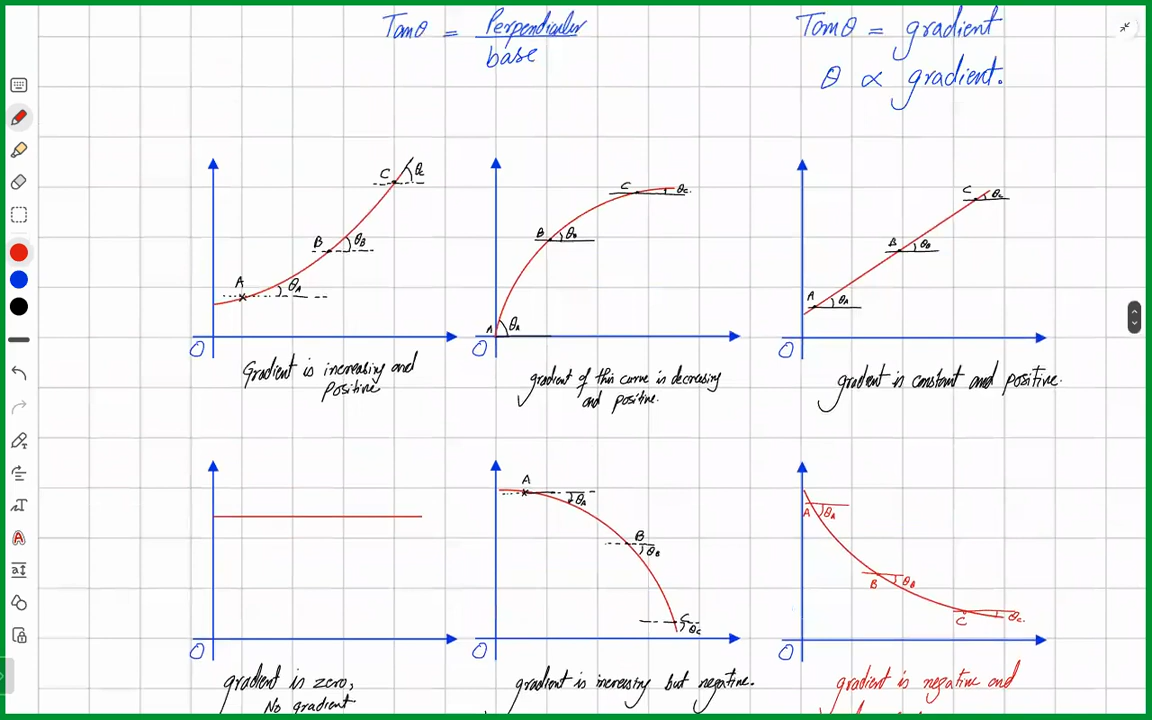 Tanθ = Perpendicular
base
Tanθ = gradient
θ ∝ gradient.
C θc
B θB
A θA
O
gradient is increasing and
positive
C θc
B θB
A θA
O
gradient of this curve is decreasing
and positive.
C θc
B θB
A θA
O
gradient is constant and positive.
O
gradient is zero,
No gradient
A θA
B θB
C θc
O
gradient is increasing but negative.
A θA
B θB
C θc
O
gradient is negative and